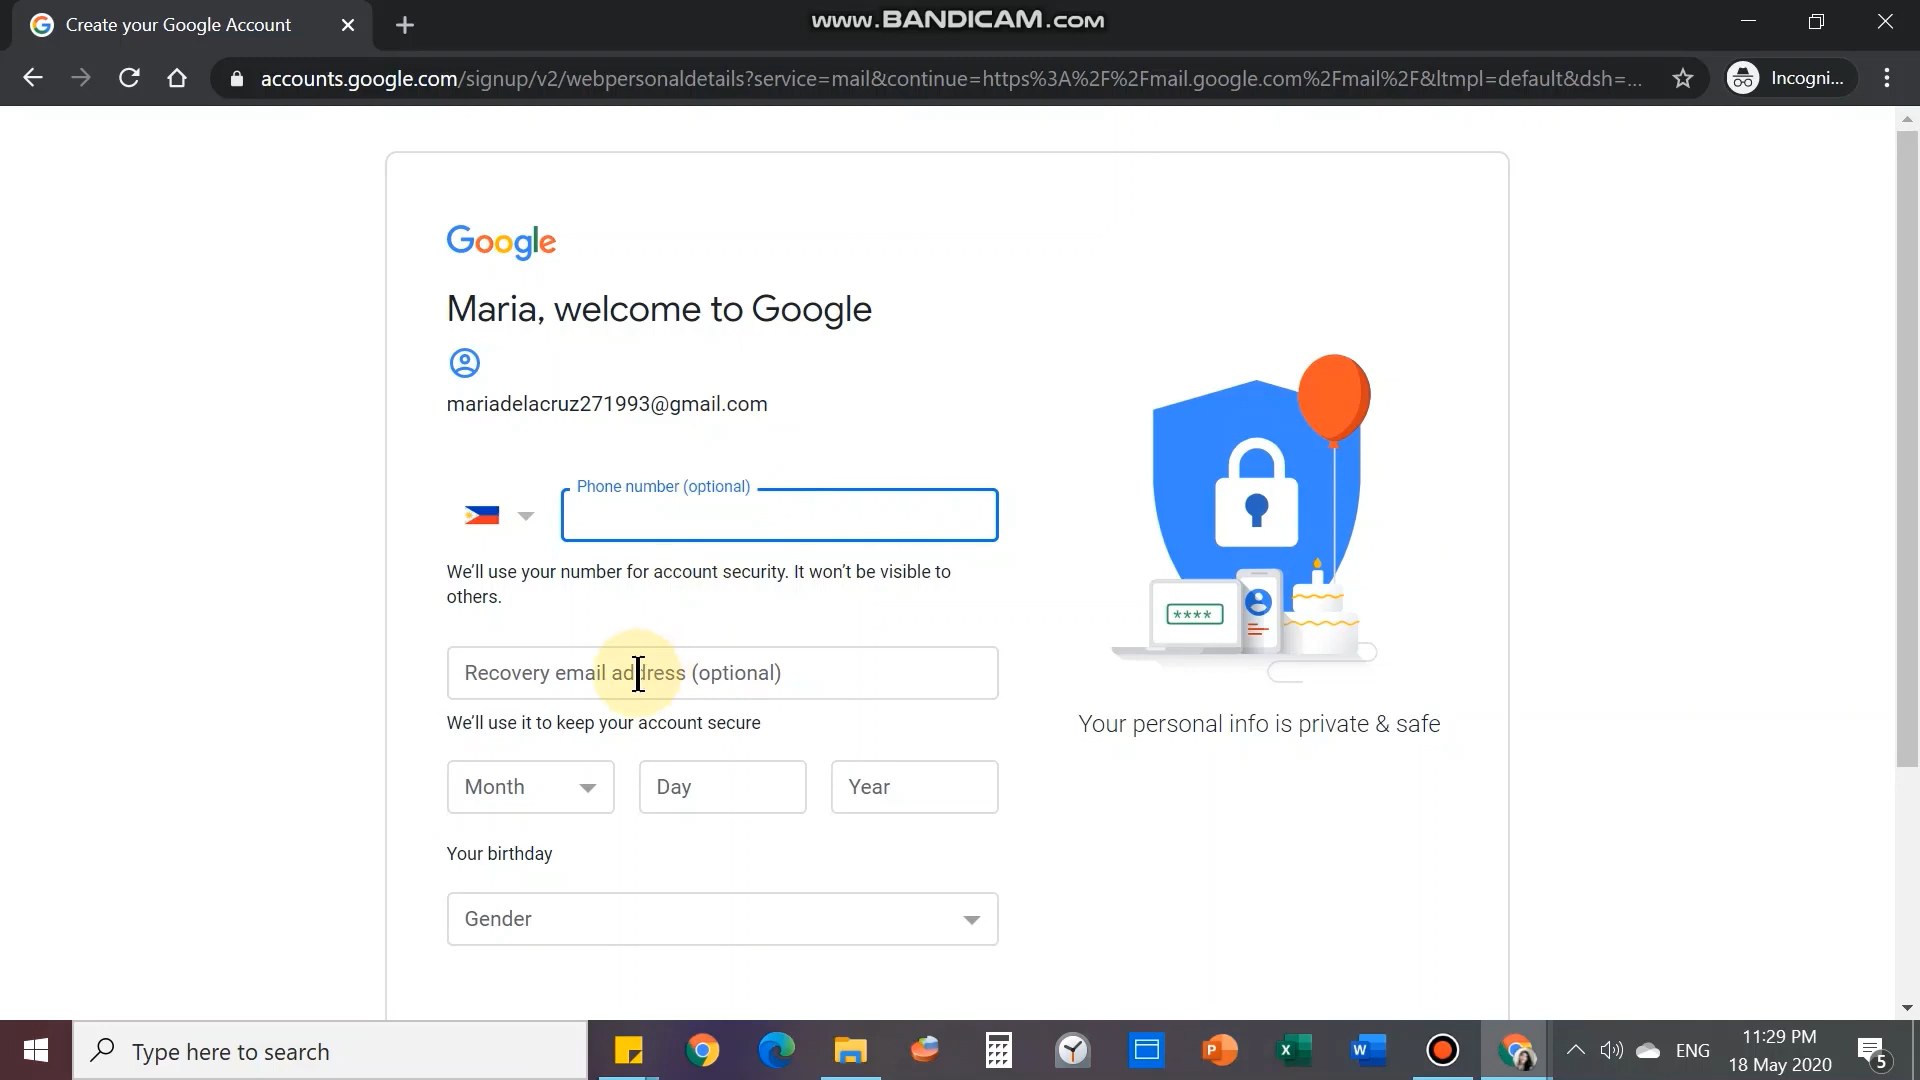 Create your Google Account
www.BANDICAM.com
accounts.google.com/signup/v2/webpersonaldetails?service=mail&continue=https%3A%2F%2Fmail.google.com%2Fmail%2F&ltmpl=default&dsh=...
Incogni...
Google
Maria, welcome to Google
mariadelacruz271993@gmail.com
Phone number (optional)
We'll use your number for account security. It won't be visible to
others.
Recovery email address (optional)
We'll use it to keep your account secure
Month
Day
Year
Your birthday
Gender
****
Your personal info is private & safe
Type here to search
ENG
11:29 PM
18 May 2020
5